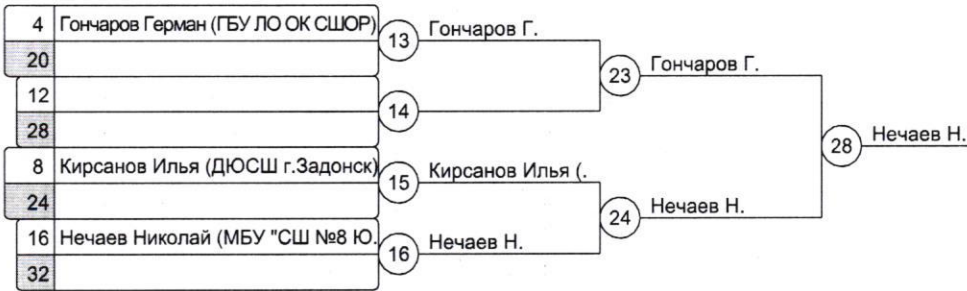 4 Гончаров Герман (ГБУ ЛО ОК СШОР)
20
13 Гончаров Г.
12
28
14
23 Гончаров Г.
8 Кирсанов Илья (ДЮСШ г.Задонск)
24
15 Кирсанов Илья (.
16 Нечаев Николай (МБУ "СШ №8 Ю.
32
16 Нечаев Н.
24 Нечаев Н.
28 Нечаев Н.